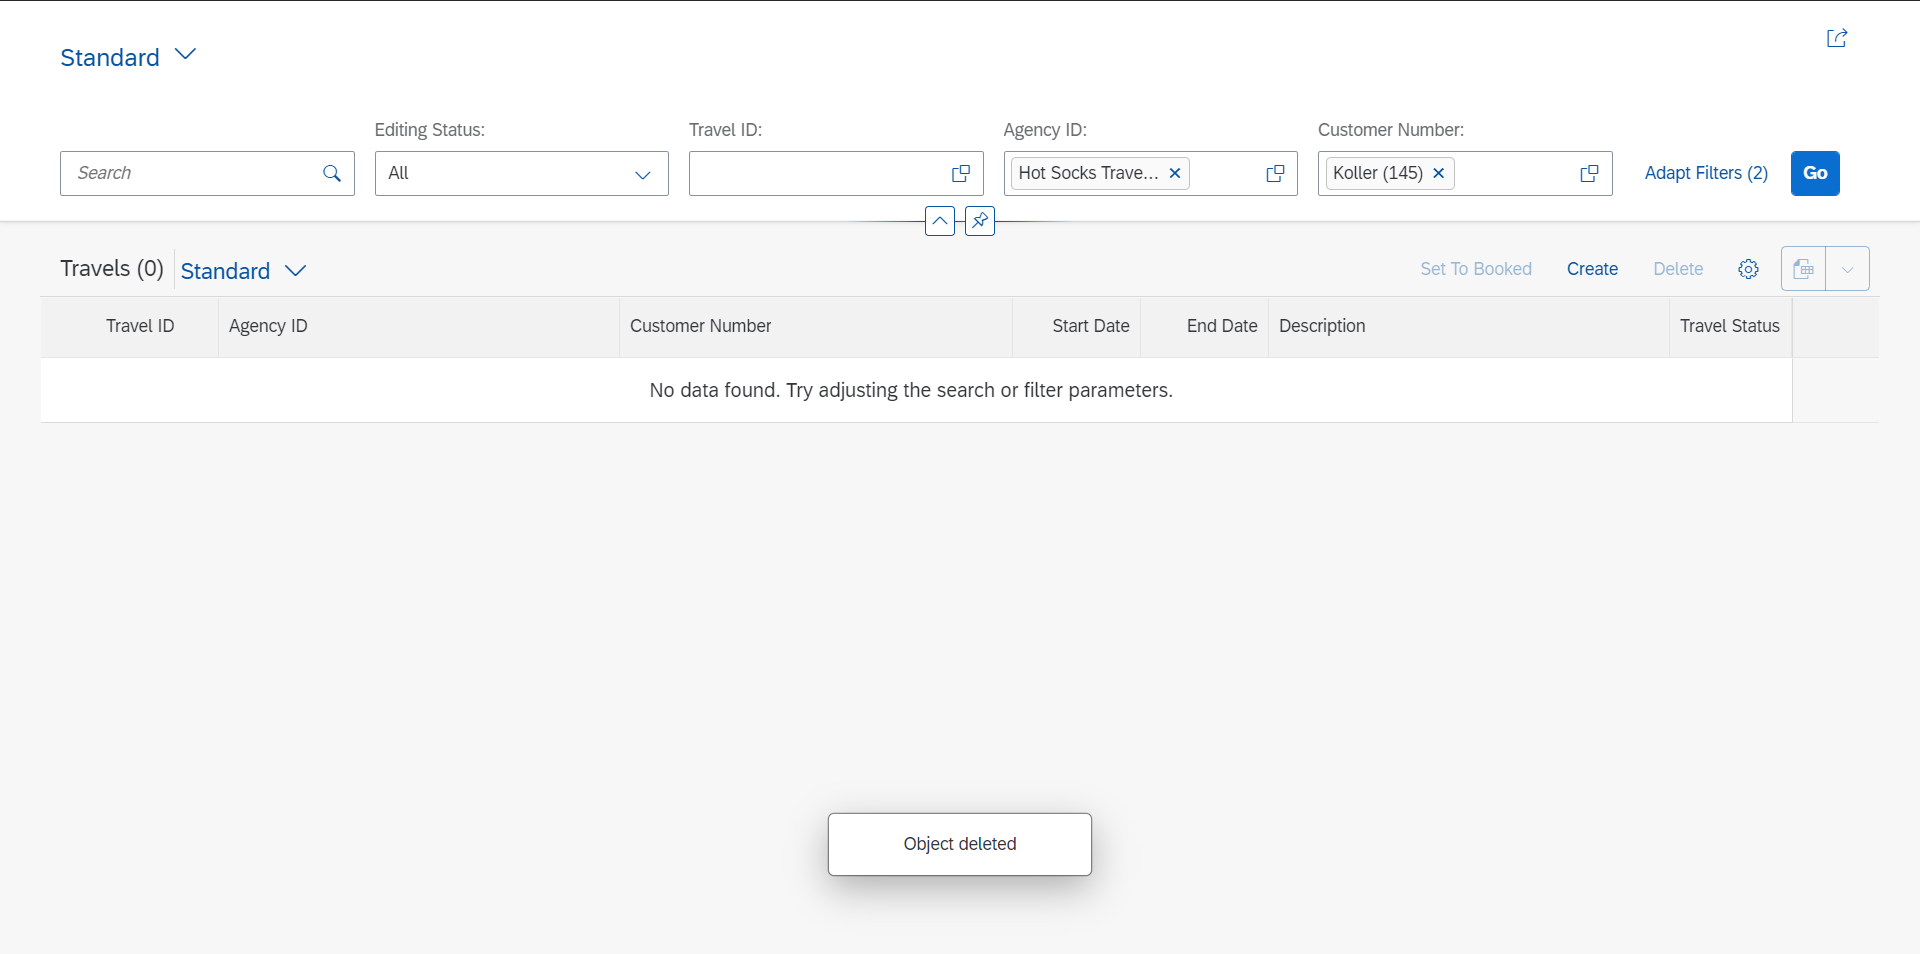 Standard
Editing Status:
Travel ID:
Agency ID:
Customer Number:
Search
All
Hot Socks Trave...
Koller (145)
Adapt Filters (2)
Go
Travels (0)
Standard
Set To Booked
Create
Delete
Travel ID
Agency ID
Customer Number
Start Date
End Date
Description
Travel Status
No data found. Try adjusting the search or filter parameters.
Object deleted